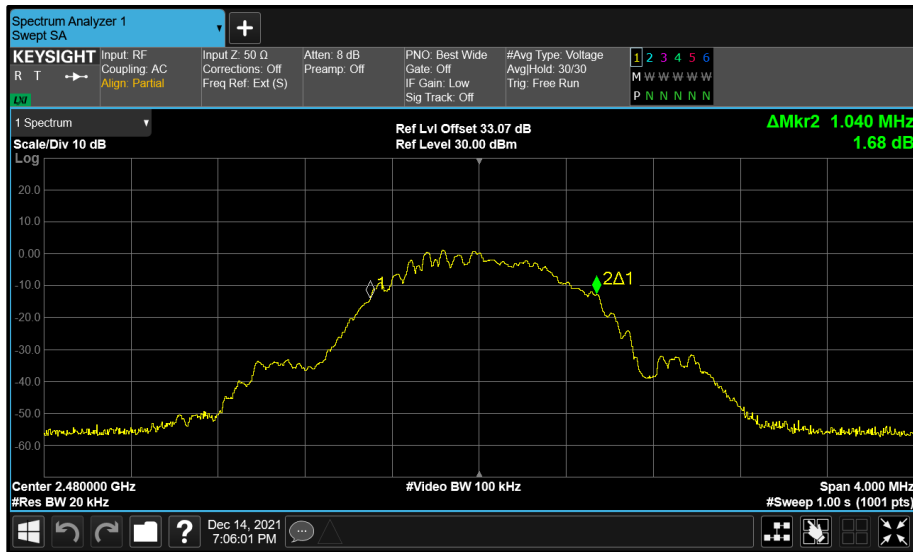 Spectrum Analyzer 1
Swept SA
KEYSIGHT
R T
LXI
Input: RF
Coupling: AC
Align: Partial
Input Z: 50 Ω
Corrections: Off
Freq Ref: Ext (S)
Atten: 8 dB
Preamp: Off
PNO: Best Wide
Gate: Off
IF Gain: Low
Sig Track: Off
#Avg Type: Voltage
Avg|Hold: 30/30
Trig: Free Run
1 2 3 4 5 6
M W W W W W
P N N N N N
1 Spectrum
Scale/Div 10 dB
Log
Ref Lvl Offset 33.07 dB
Ref Level 30.00 dBm
ΔMkr2 1.040 MHz
1.68 dB
20.0
10.0
0.00
-10.0
-20.0
-30.0
-40.0
-50.0
-60.0
1
2Δ1
Center 2.480000 GHz
#Res BW 20 kHz
#Video BW 100 kHz
Span 4.000 MHz
#Sweep 1.00 s (1001 pts)
?
Dec 14, 2021
7:06:01 PM